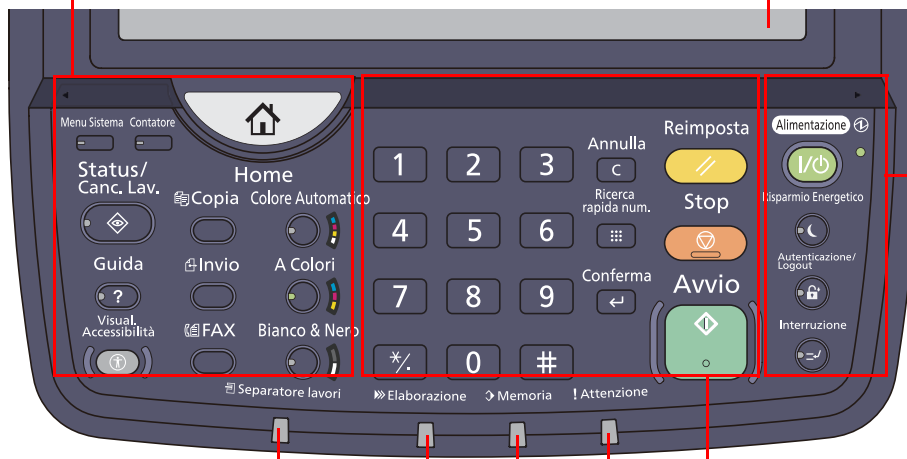 Menu Sistema
Contatore
Status/
Canc. Lav.
Home
Copia
Colore Automatico
Guida
?
Invio
A Colori
Visual.
Accessibilità
FAX
Bianco & Nero
1
2
3
4
5
6
7
8
9
*/.
0
#
Annulla
C
Ricerca
rapida num.
Conferma
Reimposta
Stop
Avvio
Alimentazione
Risparmio Energetico
Autenticazione/
Logout
Interruzione
Separatore lavori
Elaborazione
Memoria
! Attenzione